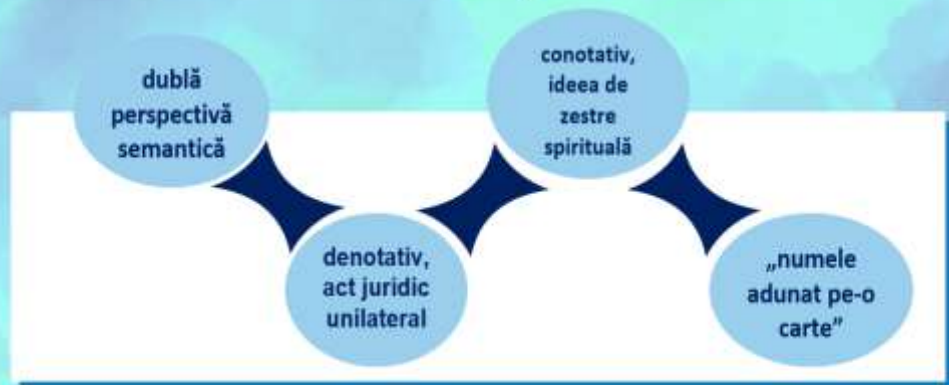 dublă
perspectivă
semantică
denotativ,
act juridic
unilateral
conotativ,
ideea de
zestre
spirituală
„numele
adunat pe-o
carte”